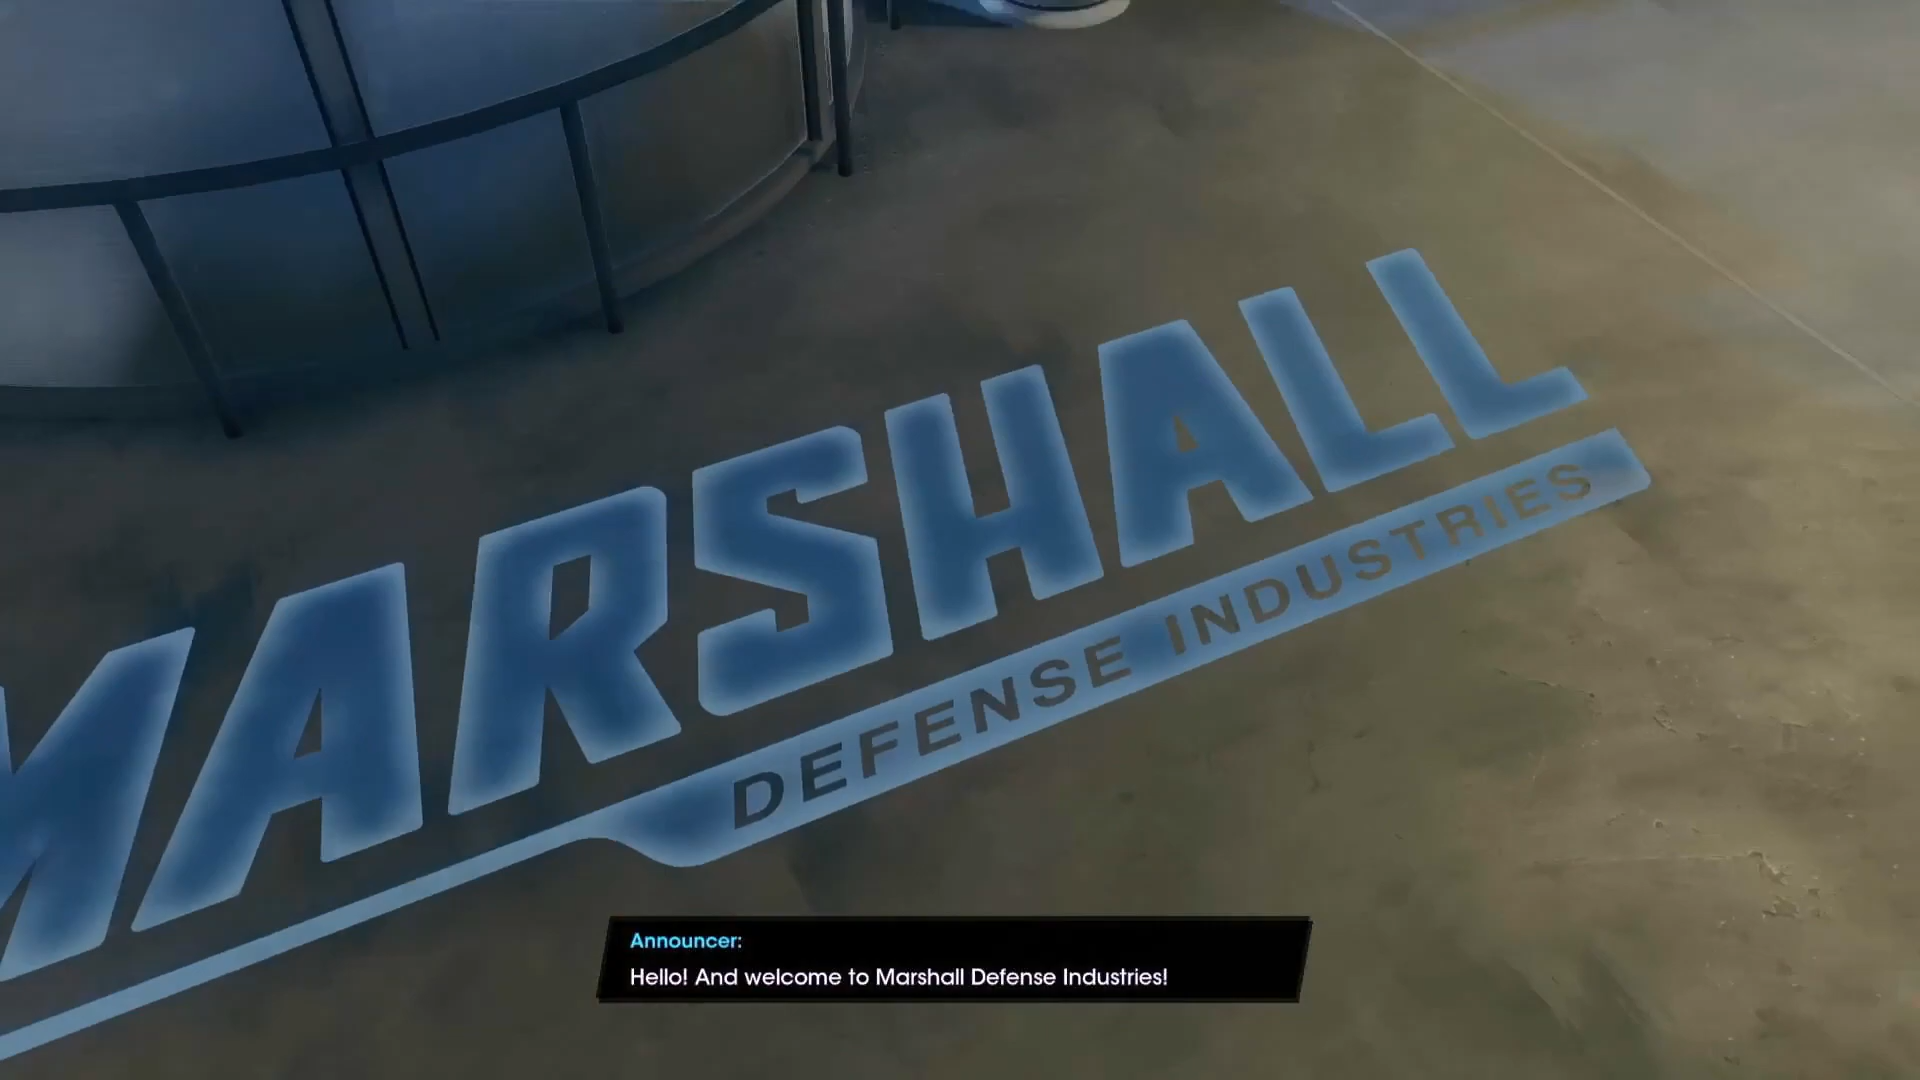 MARSHALL
DEFENSE INDUSTRIES
Announcer:
Hello! And welcome to Marshall Defense Industries!